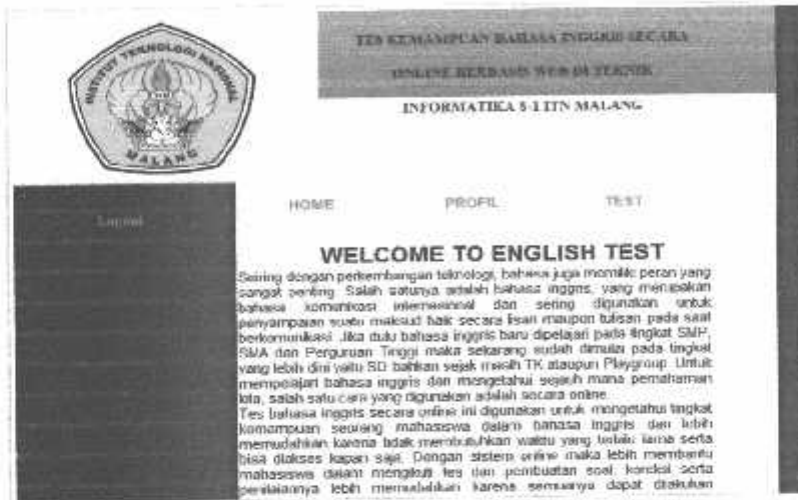 INSTITUT TEKNOLOGI NASIONAL
MALANG
TES KEMAMPUAN BAHASA INGGRIS SECARA
ONLINE BERBASIS WEB DI TEKNIK
INFORMATIKA S-1 ITN MALANG
HOME PROFIL TEST
Logout
WELCOME TO ENGLISH TEST
Seiring dengan perkembangan teknologi, bahasa juga memiliki peran yang
sangat penting. Salah satunya adalah bahasa inggris, yang merupakan
bahasa komunikasi internasional dan sering digunakan untuk
penyampaian suatu maksud baik secara lisan maupun tulisan pada saat
berkomunikasi. Jika dulu bahasa inggris baru dipelajari pada tingkat SMP,
SMA dan Perguruan Tinggi maka sekarang sudah dimulai pada tingkat
yang lebih dini yaitu SD bahkan sejak masih TK ataupun Playgroup. Untuk
mempelajari bahasa inggris dan mengetahui sejauh mana pemahaman
kita, salah satu cara yang digunakan adalah secara online.
Tes bahasa inggris secara online ini digunakan untuk mengetahui tingkat
kemampuan seorang mahasiswa dalam bahasa inggris dan lebih
memudahkan karena tidak membutuhkan waktu yang terlalu lama serta
bisa diakses kapan saja. Dengan sistem online maka lebih membantu
mahasiswa dalam mengikuti tes dan pembuatan soal, koreksi serta
penilaiannya lebih memudahkan karena semuanya dapat dilakukan